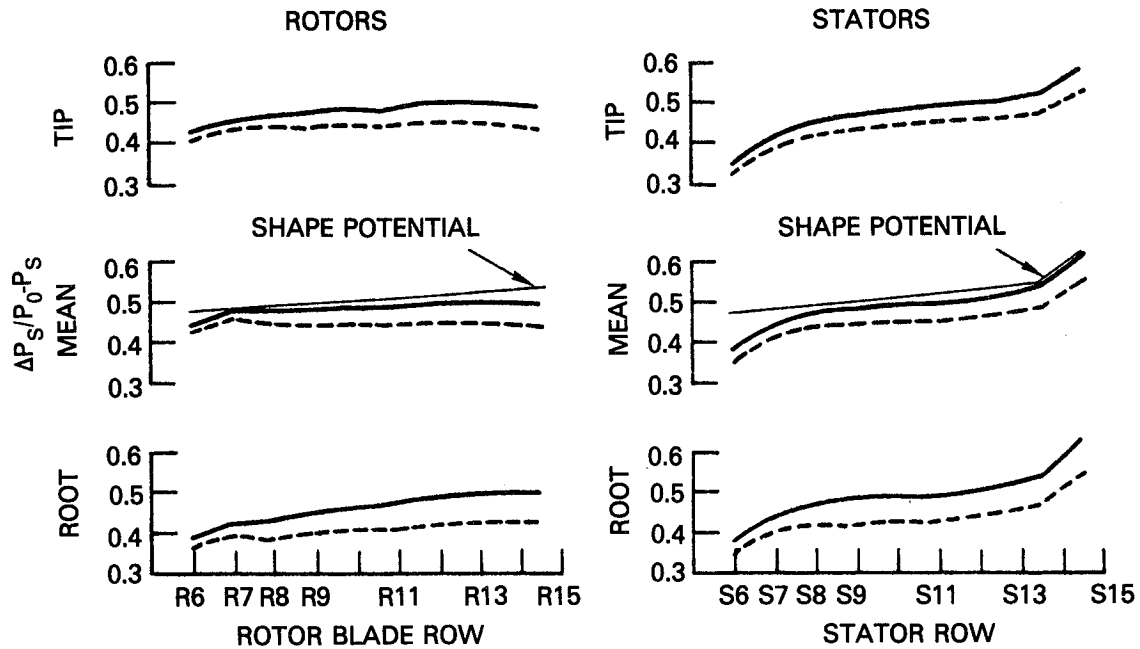 ROTORS
STATORS
0.6
0.5
0.4
0.3
TIP
0.6
0.5
0.4
0.3
TIP
SHAPE POTENTIAL
SHAPE POTENTIAL
ΔPS/P0-PS
0.6
0.5
0.4
0.3
MEAN
0.6
0.5
0.4
0.3
MEAN
0.6
0.5
0.4
0.3
ROOT
0.6
0.5
0.4
0.3
ROOT
R6 R7 R8 R9 R11 R13 R15
S6 S7 S8 S9 S11 S13 S15
ROTOR BLADE ROW
STATOR ROW